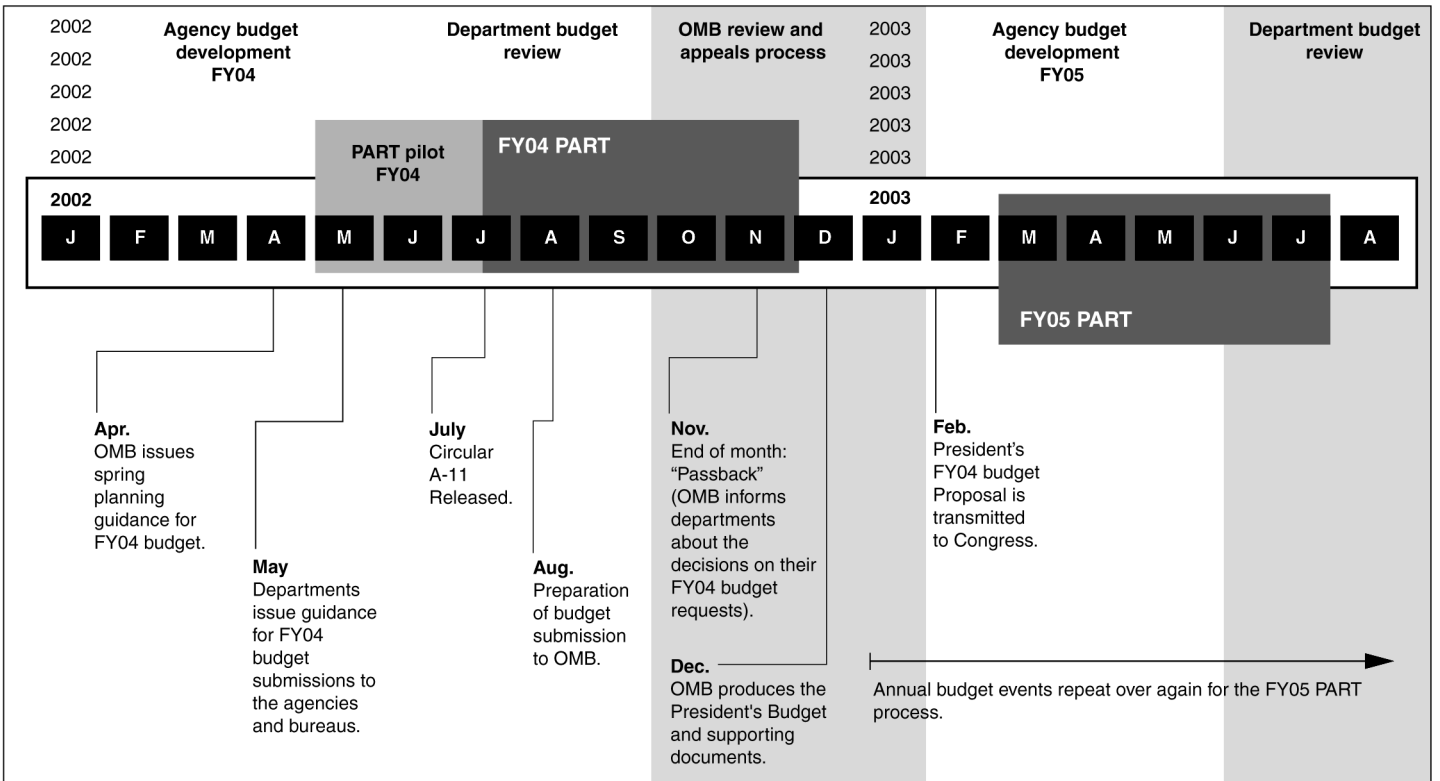 2002
2002
2002
2002
2002
Agency budget
development
FY04
Department budget
review
OMB review and
appeals process
2003
2003
2003
2003
2003
Agency budget
development
FY05
Department budget
review
PART pilot
FY04
FY04 PART
2002
2003
J F M A M J J A S O N D J F M A M J J A
FY05 PART
Apr.
OMB issues
spring
planning
guidance for
FY04 budget.
May
Departments
issue guidance
for FY04
budget
submissions to
the agencies
and bureaus.
July
Circular
A-11
Released.
Aug.
Preparation
of budget
submission
to OMB.
Nov.
End of month:
“Passback”
(OMB informs
departments
about the
decisions on their
FY04 budget
requests).
Dec.
OMB produces the
President's Budget
and supporting
documents.
Feb.
President’s
FY04 budget
Proposal is
transmitted
to Congress.
Annual budget events repeat over again for the FY05 PART
process.